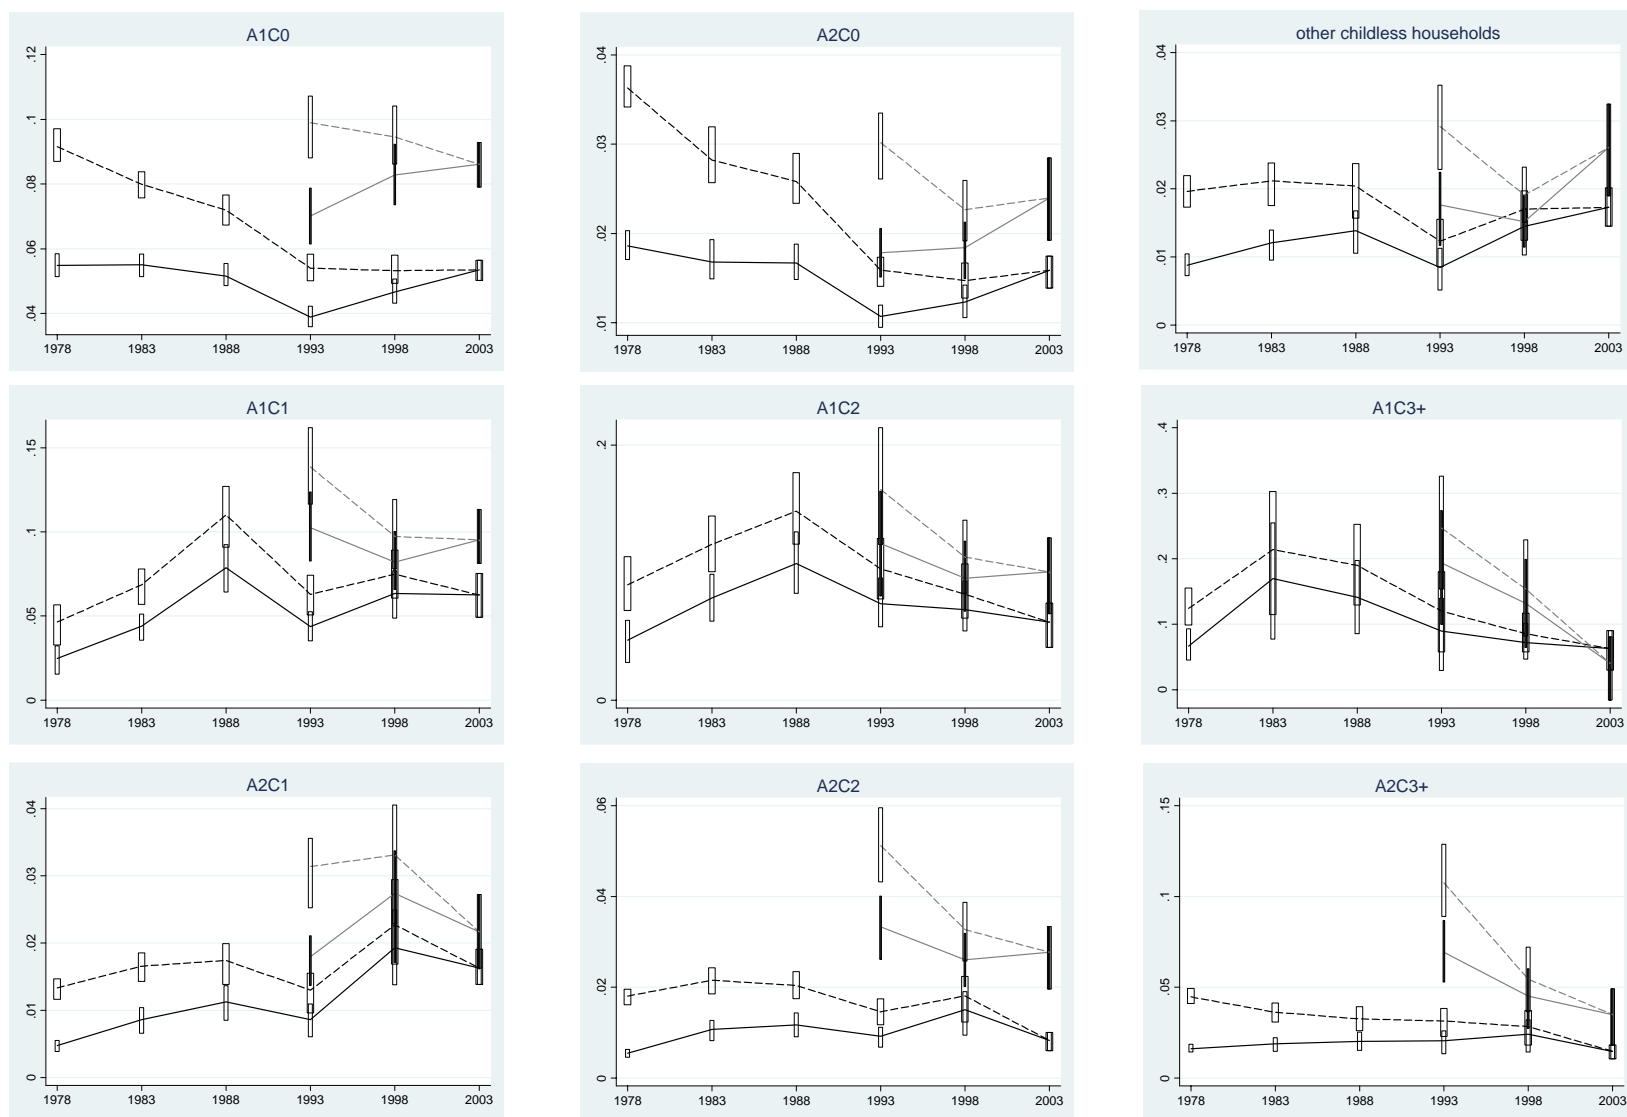 A1C0
.12
.1
.08
.06
.04
1978 1983 1988 1993 1998 2003
A2C0
.04
.03
.02
.01
1978 1983 1988 1993 1998 2003
other childless households
.04
.03
.02
.01
0
1978 1983 1988 1993 1998 2003
A1C1
.15
.1
.05
0
1978 1983 1988 1993 1998 2003
A1C2
.2
0
1978 1983 1988 1993 1998 2003
A1C3+
.4
.3
.2
.1
0
1978 1983 1988 1993 1998 2003
A2C1
.04
.03
.02
.01
0
1978 1983 1988 1993 1998 2003
A2C2
.06
.04
.02
0
1978 1983 1988 1993 1998 2003
A2C3+
.15
.1
.05
0
1978 1983 1988 1993 1998 2003